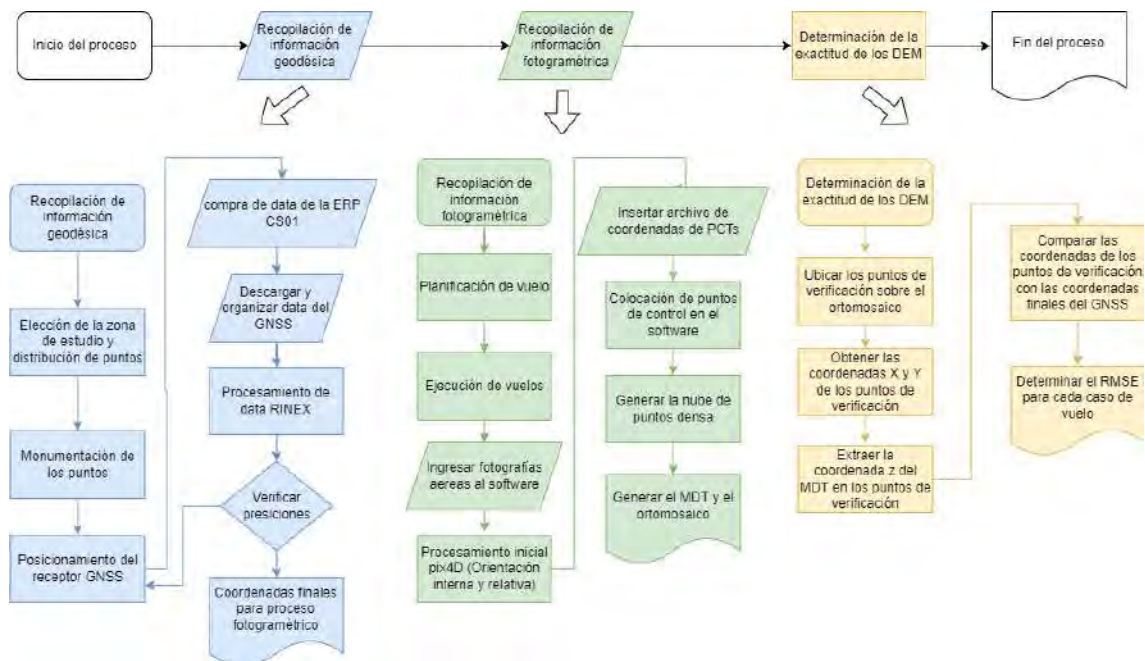 Inicio del proceso
Recopilación de
información
geodèsica
Recopilación de
información
fotogramètrica
Determinación de la
exactitud de los DEM
Fin del proceso
Recopilación de
información
geodèsica
Elección de la zona
de estudio y
distribución de puntos
Monumentación de
los puntos
Posicionamiento del
receptor GNSS
compra de data de la ERP
CS01
Descargar y
organizar data del
GNSS
Procesamiento de
data RINEX
Verificar
presiciones
Coordenadas finales
para proceso
fotogramètrico
Recopilación de
información
fotogramètrica
Planificación de vuelo
Ejecución de vuelos
Ingresar fotografías
aereas al software
Procesamiento inicial
pix4D (Orientación
interna y relativa)
Insertar archivo de
coordenadas de PCTs
Colocación de puntos
de control en el
software
Generar la nube de
puntos densa
Generar el MDT y el
ortomosaico
Determinación de la
exactitud de los DEM
Ubicar los puntos de
verificación sobre el
ortomosaico
Obtener las
coordenadas X y Y
de los puntos de
verificación
Extraer la
coordenada z del
MDT en los puntos de
verificación
Comparar las
coordenadas de los
puntos de verificación
con las coordenadas
finales del GNSS
Determinar el RMSE
para cada caso de
vuelo